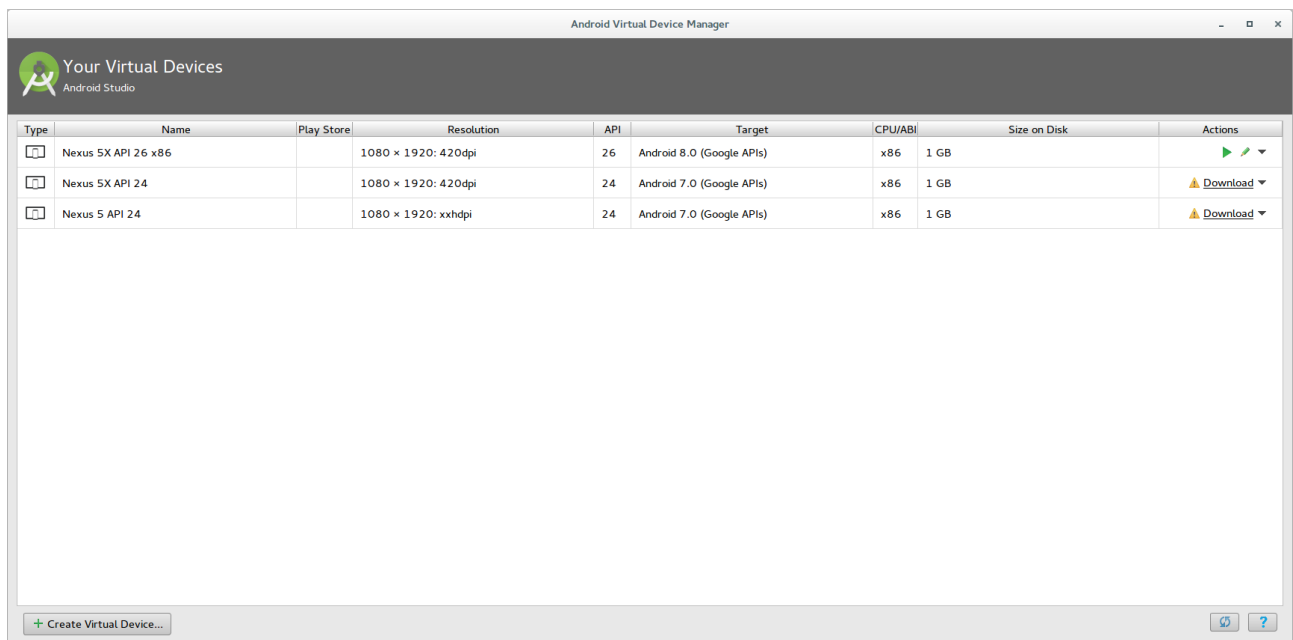 Android Virtual Device Manager
Your Virtual Devices
Android Studio
Type Name Play Store Resolution API Target CPU/ABI Size on Disk Actions
Nexus 5X API 26 x86 1080 × 1920: 420dpi 26 Android 8.0 (Google APIs) x86 1 GB
Nexus 5X API 24 1080 × 1920: 420dpi 24 Android 7.0 (Google APIs) x86 1 GB Download
Nexus 5 API 24 1080 × 1920: xxhdpi 24 Android 7.0 (Google APIs) x86 1 GB Download
+ Create Virtual Device... ?